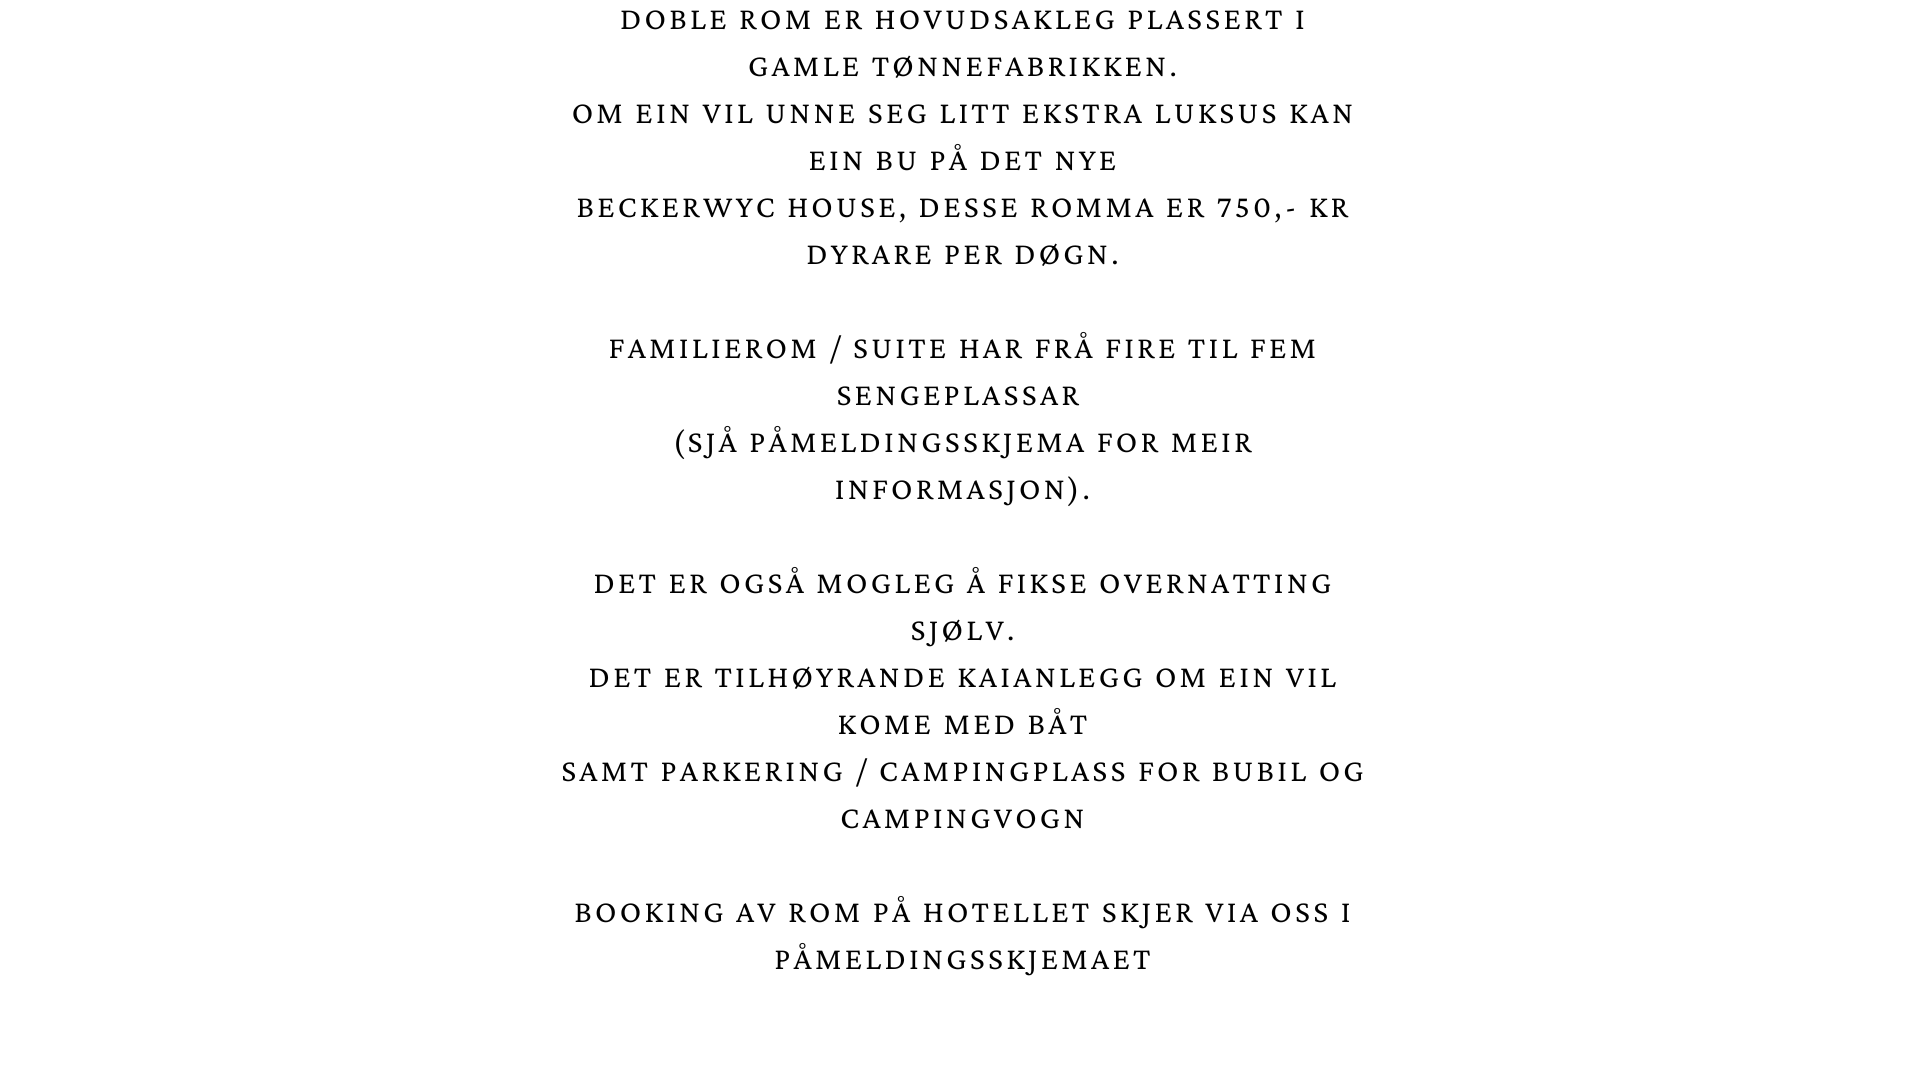 DOBLE ROM ER HOVUDSAKLEG PLASSERT I
GAMLE TØNNEFABRIKKEN.
OM EIN VIL UNNE SEG LITT EKSTRA LUKSUS KAN
EIN BU PÅ DET NYE
BECKERWYC HOUSE, DESSE ROMMA ER 750,- KR
DYRARE PER DØGN.
FAMILIEROM / SUITE HAR FRÅ FIRE TIL FEM
SENGEPLASSAR
(SJÅ PÅMELDINGSSKJEMA FOR MEIR
INFORMASJON).
DET ER OGSÅ MOGLEG Å FIKSE OVERNATTING
SJØLV.
DET ER TILHØYRANDE KAIANLEGG OM EIN VIL
KOME MED BÅT
SAMT PARKERING / CAMPINGPLASS FOR BUBIL OG
CAMPINGVOGN
BOOKING AV ROM PÅ HOTELLET SKJER VIA OSS I
PÅMELDINGSSKJEMAET